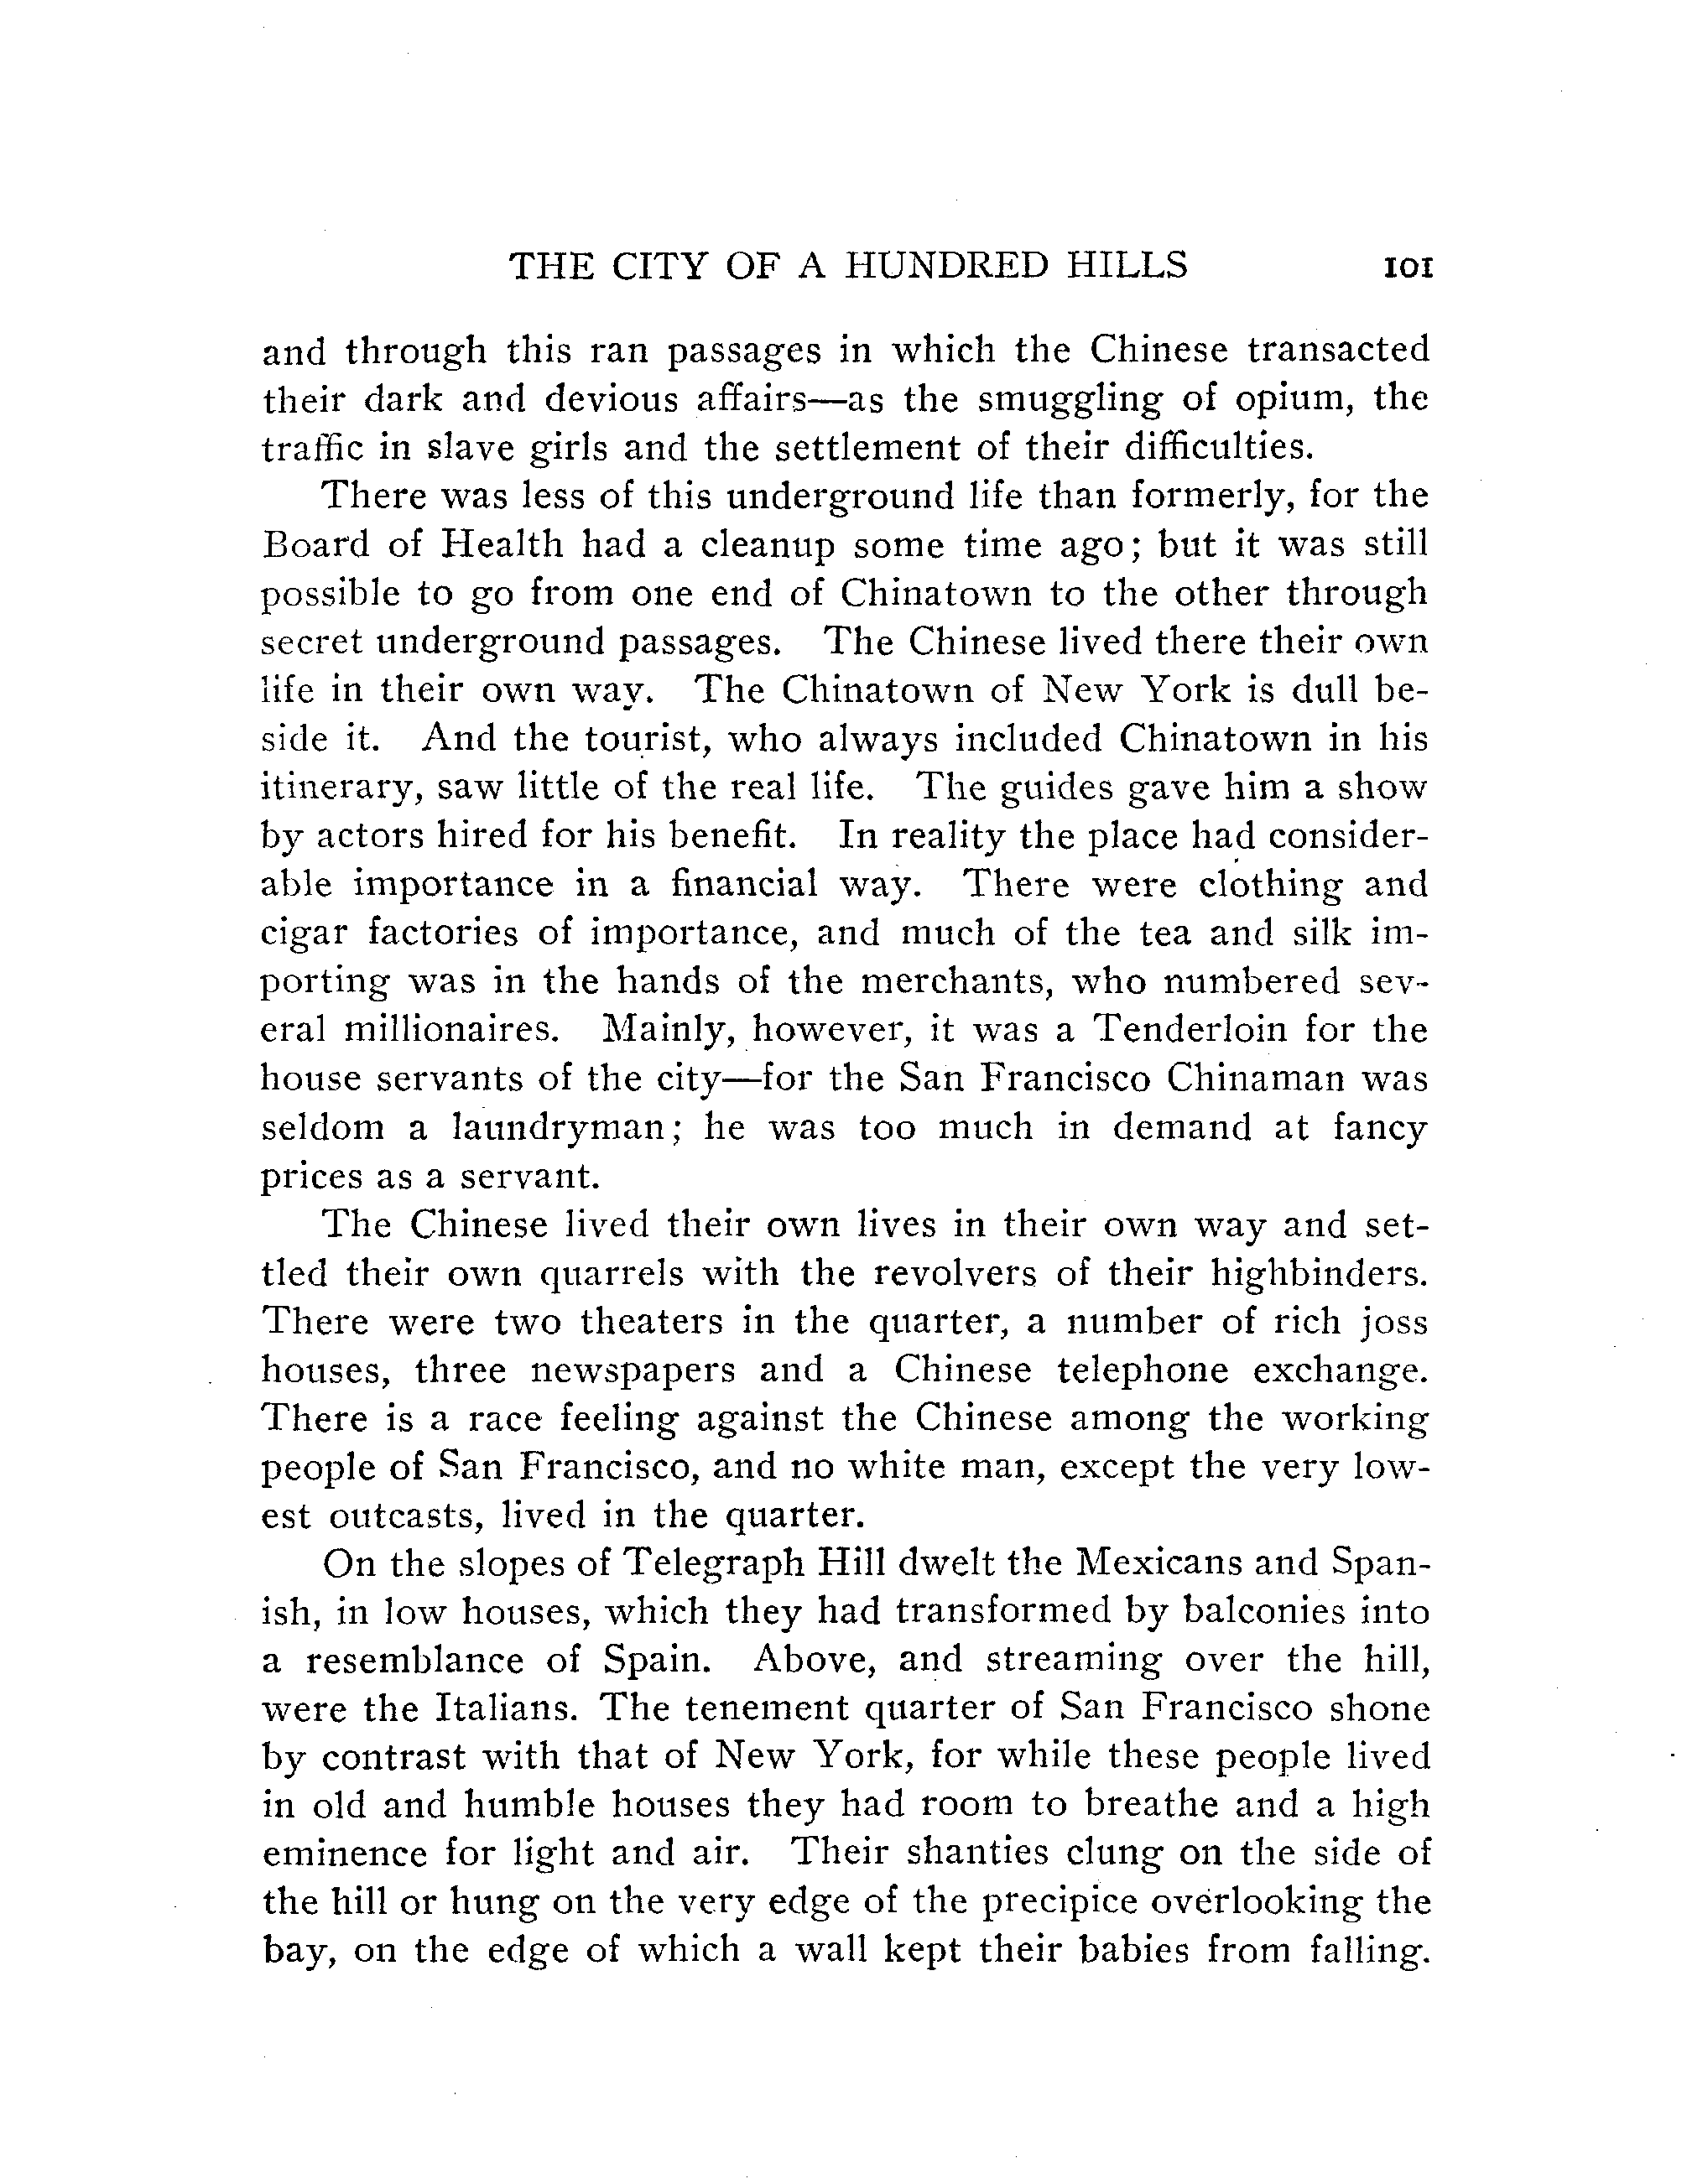 THE CITY OF A HUNDRED HILLS 101
and through this ran passages in which the Chinese transacted
their dark and devious affairs—as the smuggling of opium, the
traffic in slave girls and the settlement of their difficulties.
There was less of this underground life than formerly, for the
Board of Health had a cleanup some time ago; but it was still
possible to go from one end of Chinatown to the other through
secret underground passages. The Chinese lived there their own
life in their own way. The Chinatown of New York is dull be-
side it. And the tourist, who always included Chinatown in his
itinerary, saw little of the real life. The guides gave him a show
by actors hired for his benefit. In reality the place had consider-
able importance in a financial way. There were clothing and
cigar factories of importance, and much of the tea and silk im-
porting was in the hands of the merchants, who numbered sev-
eral millionaires. Mainly, however, it was a Tenderloin for the
house servants of the city—for the San Francisco Chinaman was
seldom a laundryman; he was too much in demand at fancy
prices as a servant.
The Chinese lived their own lives in their own way and set-
tled their own quarrels with the revolvers of their highbinders.
There were two theaters in the quarter, a number of rich joss
houses, three newspapers and a Chinese telephone exchange.
There is a race feeling against the Chinese among the working
people of San Francisco, and no white man, except the very low-
est outcasts, lived in the quarter.
On the slopes of Telegraph Hill dwelt the Mexicans and Span-
ish, in low houses, which they had transformed by balconies into
a resemblance of Spain. Above, and streaming over the hill,
were the Italians. The tenement quarter of San Francisco shone
by contrast with that of New York, for while these people lived
in old and humble houses they had room to breathe and a high
eminence for light and air. Their shanties clung on the side of
the hill or hung on the very edge of the precipice overlooking the
bay, on the edge of which a wall kept their babies from falling.